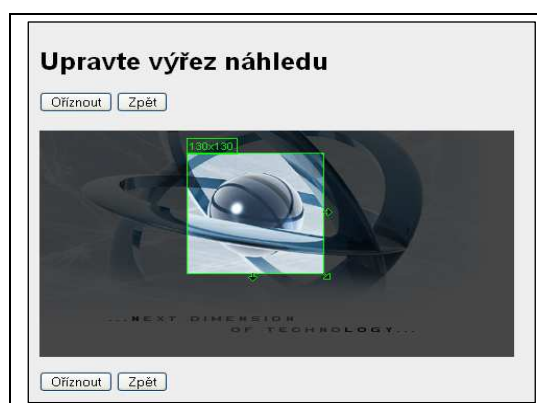 Upravte výřez náhledu
Oříznout Zpět
130x130
...NEXT DIMENSION
OF TECHNOLOGY...
Oříznout Zpět